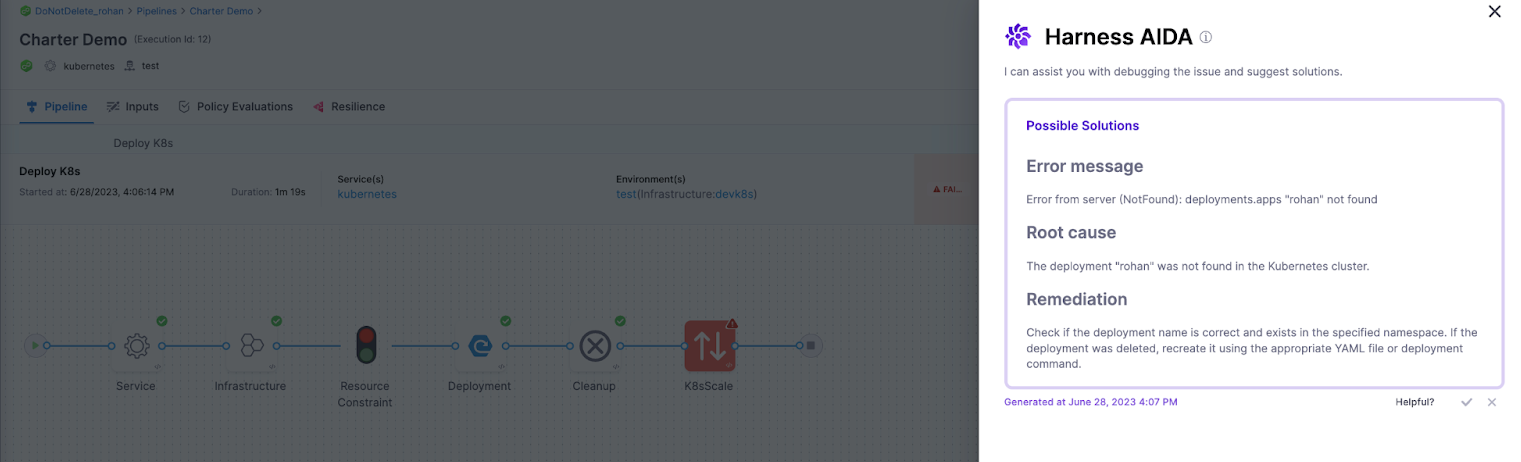 DoNotDelete_rohan > Pipelines > Charter Demo >
Charter Demo (Execution Id: 12)
kubernetes test
Pipeline Inputs Policy Evaluations Resilience
Deploy K8s
Deploy K8s
Started at: 6/28/2023, 4:06:14 PM Duration: 1m 19s
Service(s)
kubernetes
Environment(s)
test(Infrastructure:devk8s)
FAI...
Service
Infrastructure
Resource
Constraint
Deployment
Cleanup
K8sScale
Harness AIDA
I can assist you with debugging the issue and suggest solutions.
Possible Solutions
Error message
Error from server (NotFound): deployments.apps "rohan" not found
Root cause
The deployment "rohan" was not found in the Kubernetes cluster.
Remediation
Check if the deployment name is correct and exists in the specified namespace. If the
deployment was deleted, recreate it using the appropriate YAML file or deployment
command.
Generated at June 28, 2023 4:07 PM Helpful?